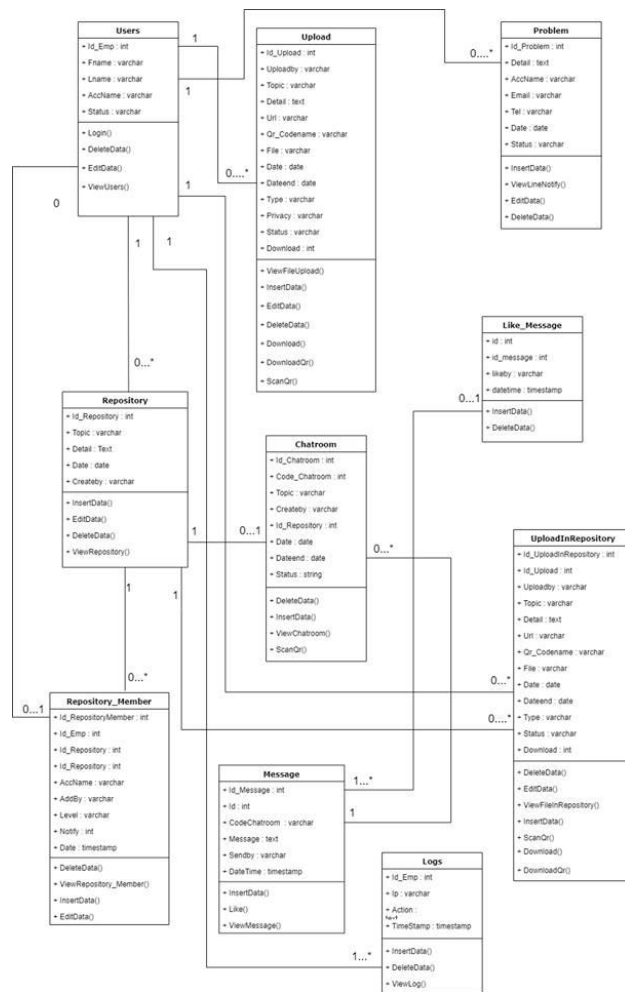 Users
+ Id_Emp : int
+ Fname : varchar
+ Lname : varchar
+ AccName : varchar
+ Status : varchar
+ Login()
+ DeleteData()
+ EditData()
+ ViewUsers()
1
1
0
1
1
1
Upload
+ Id_Upload : int
+ Uploadby : varchar
+ Topic : varchar
+ Detail : text
+ Url : varchar
+ Qr_Codename : varchar
+ File : varchar
+ Date : date
+ Dateend : date
+ Type : varchar
+ Privacy : varchar
+ Status : varchar
+ Download : int
+ ViewFileUpload()
+ InsertData()
+ EditData()
+ DeleteData()
+ Download()
+ DownloadQr()
+ ScanQr()
0....*
Problem
+ Id_Problem : int
+ Detail : text
+ AccName : varchar
+ Email : varchar
+ Tel : varchar
+ Date : date
+ Status : varchar
+ InsertData()
+ ViewLineNotify()
+ EditData()
+ DeleteData()
0....*
Like_Message
+ id : int
+ id_message : int
+ likeby : varchar
+ datetime : timestamp
+ InsertData()
+ DeleteData()
0...1
0...*
Repository
+ Id_Repository : int
+ Topic : varchar
+ Detail : Text
+ Date : date
+ Createby : varchar
+ InsertData()
+ EditData()
+ DeleteData()
+ ViewRepository()
1
1
1
Chatroom
+ Id_Chatroom : int
+ Code_Chatroom : int
+ Topic : varchar
+ Createby : varchar
+ Id_Repository : int
+ Date : date
+ Dateend : date
+ Status : string
+ DeleteData()
+ InsertData()
+ ViewChatroom()
+ ScanQr()
0...1
0...*
UploadInRepository
+ Id_UploadInRepository : int
+ Id_Upload : int
+ Uploadby : varchar
+ Topic : varchar
+ Detail : text
+ Url : varchar
+ Qr_Codename : varchar
+ File : varchar
+ Date : date
+ Dateend : date
+ Type : varchar
+ Status : varchar
+ Download : int
+ DeleteData()
+ EditData()
+ ViewFileInRepository()
+ InsertData()
+ ScanQr()
+ Download()
+ DownloadQr()
0...*
0....*
0...*
0...1
Repository_Member
+ Id_RepositoryMember : int
+ Id_Emp : int
+ Id_Repository : int
+ Id_Repository : int
+ AccName : varchar
+ AddBy : varchar
+ Level : varchar
+ Notify : int
+ Date : timestamp
+ DeleteData()
+ ViewRepository_Member()
+ InsertData()
+ EditData()
Message
+ Id_Message : int
+ Id : int
+ CodeChatroom : varchar
+ Message : text
+ Sendby : varchar
+ DateTime : timestamp
+ InsertData()
+ Like()
+ ViewMessage()
1...*
1
Logs
+ Id_Emp : int
+ Ip : varchar
+ Action :
+ TimeStamp : timestamp
+ InsertData()
+ DeleteData()
+ ViewLog()
1...*